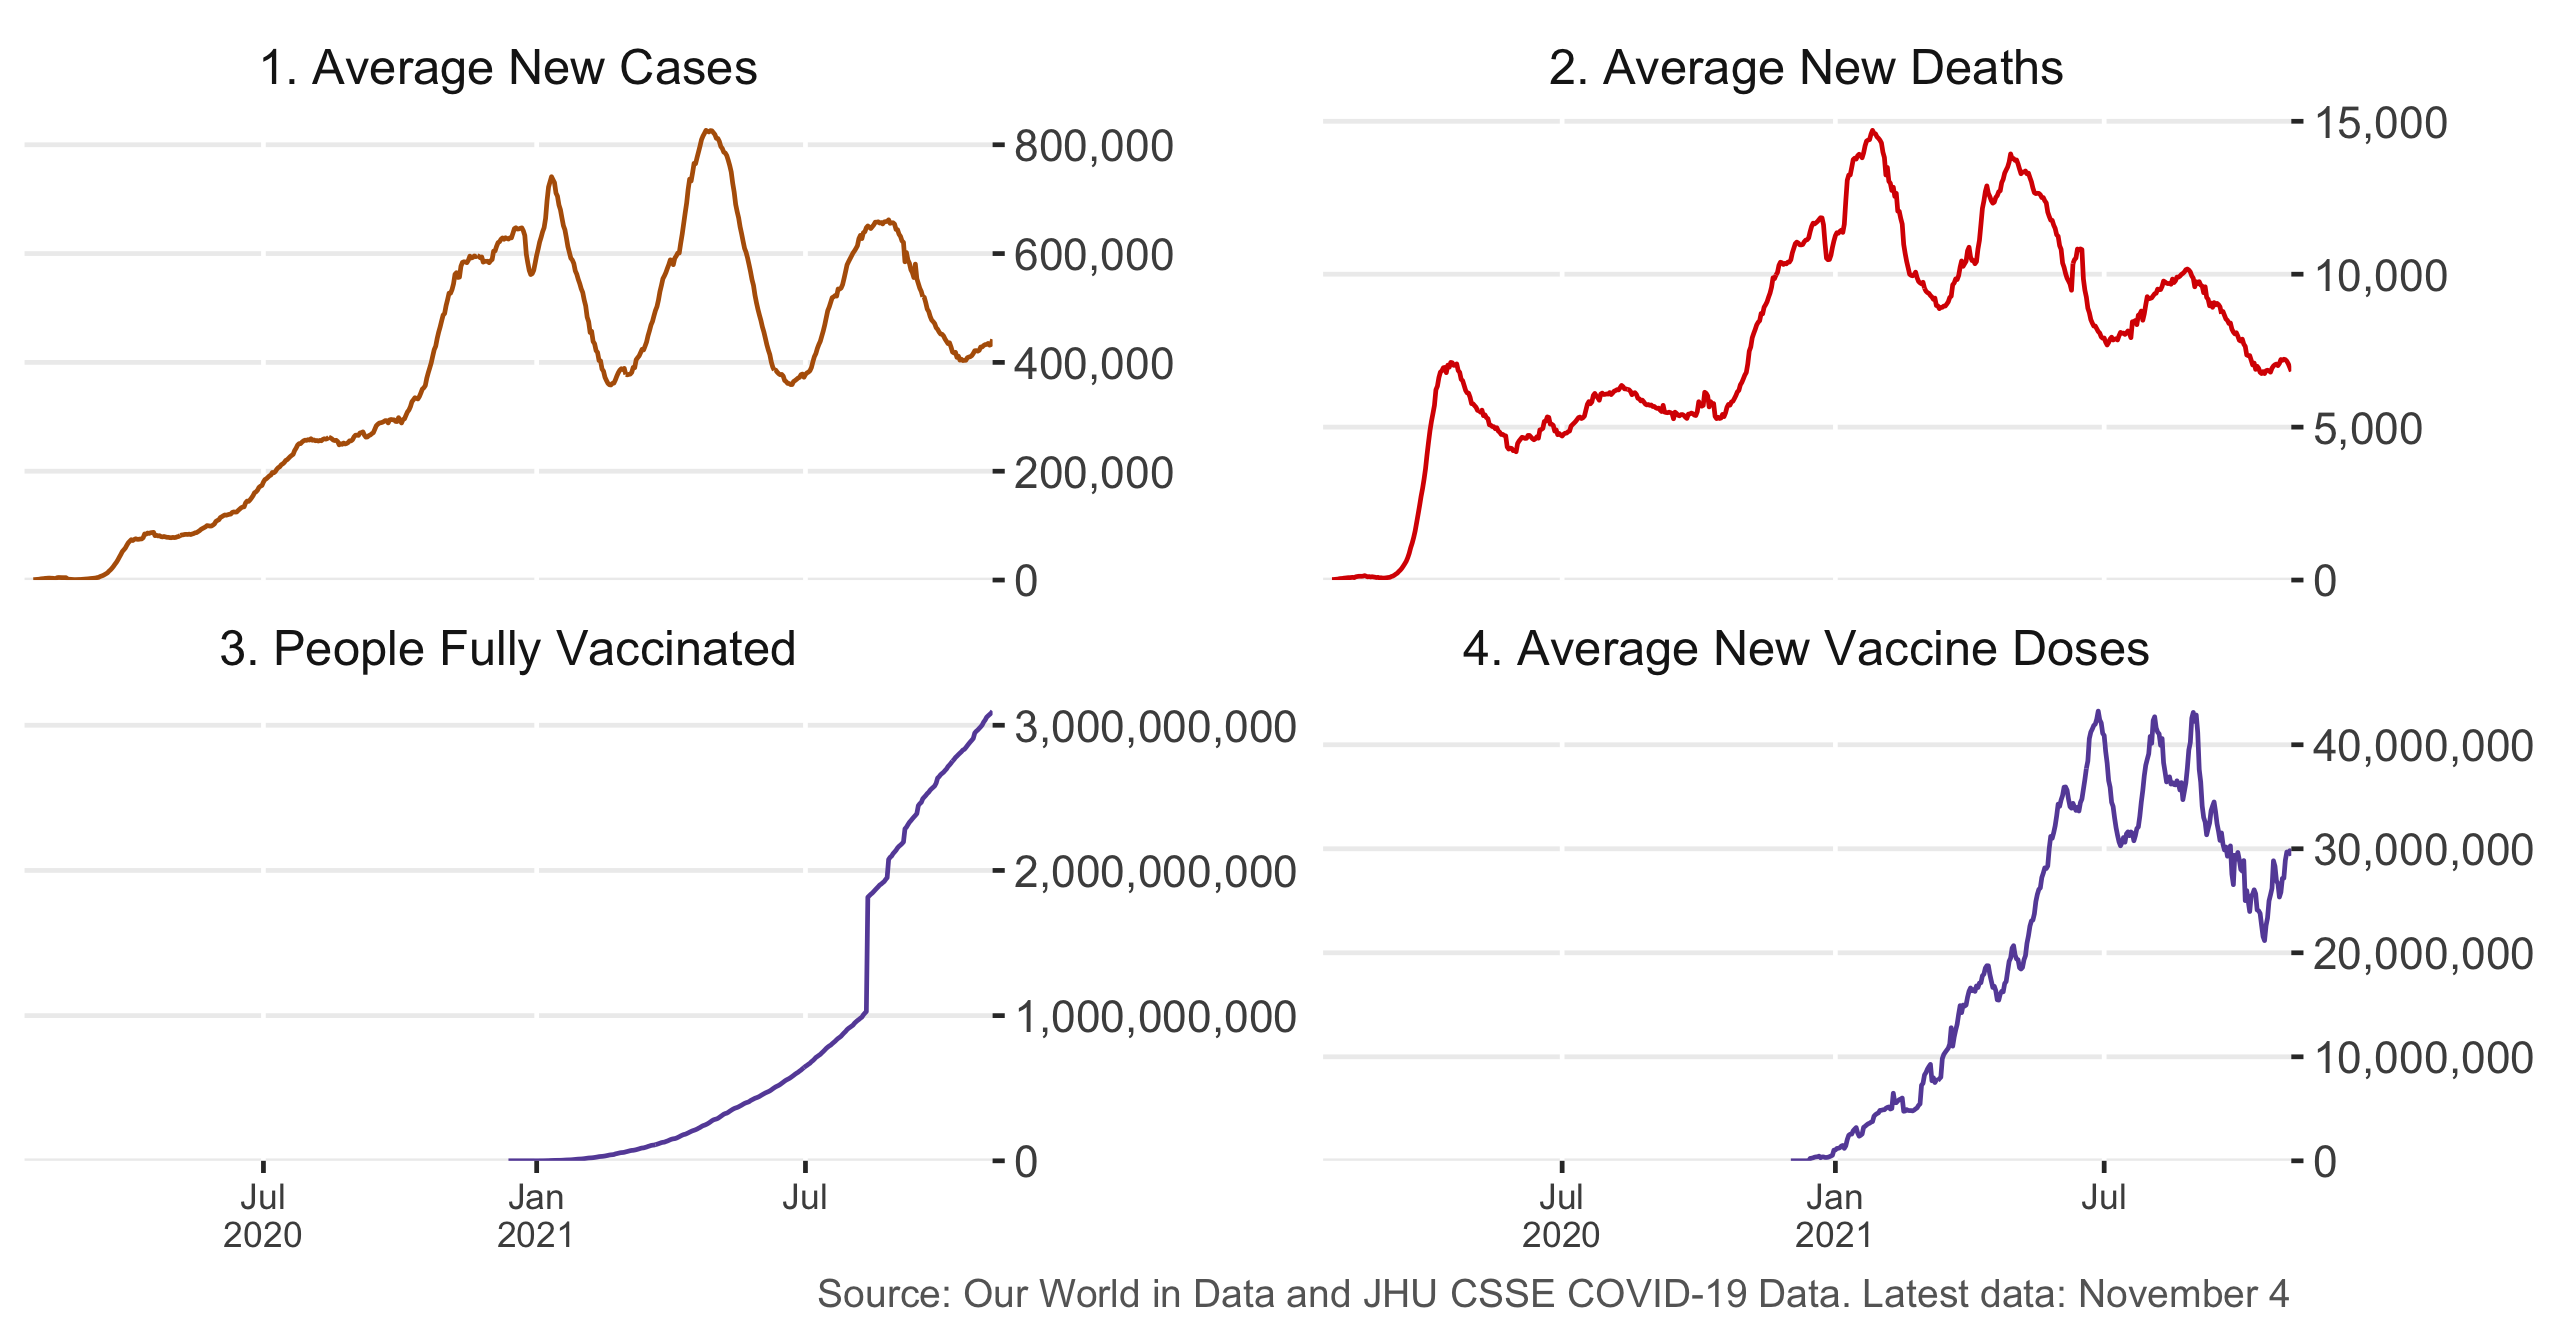 1. Average New Cases
800,000
600,000
400,000
200,000
0
2. Average New Deaths
15,000
10,000
5,000
0
3. People Fully Vaccinated
3,000,000,000
2,000,000,000
1,000,000,000
0
Jul
2020
Jan
2021
Jul
4. Average New Vaccine Doses
40,000,000
30,000,000
20,000,000
10,000,000
0
Jul
2020
Jan
2021
Jul
Source: Our World in Data and JHU CSSE COVID-19 Data. Latest data: November 4